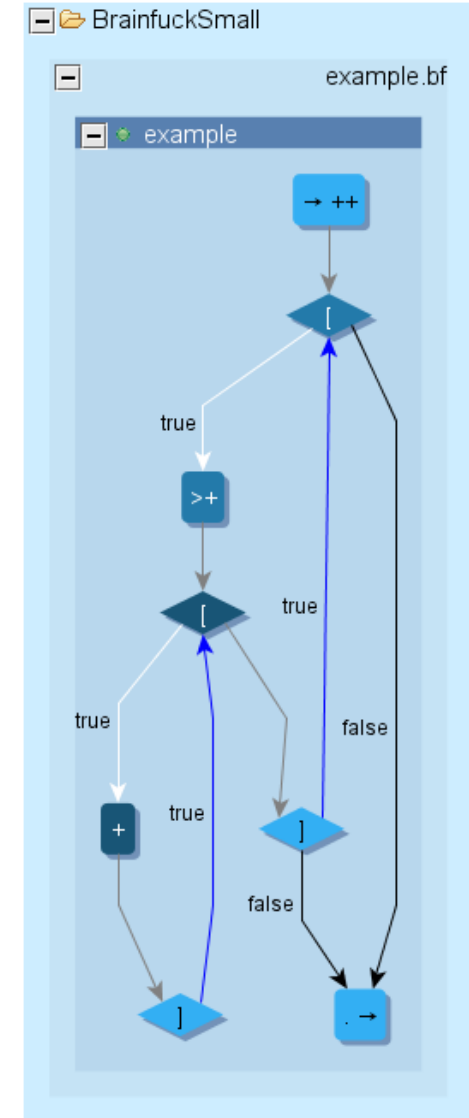 BrainfuckSmall
example.bf
example
→ ++
[
true
>+
[
true
true
false
+
true
]
false
]
. →